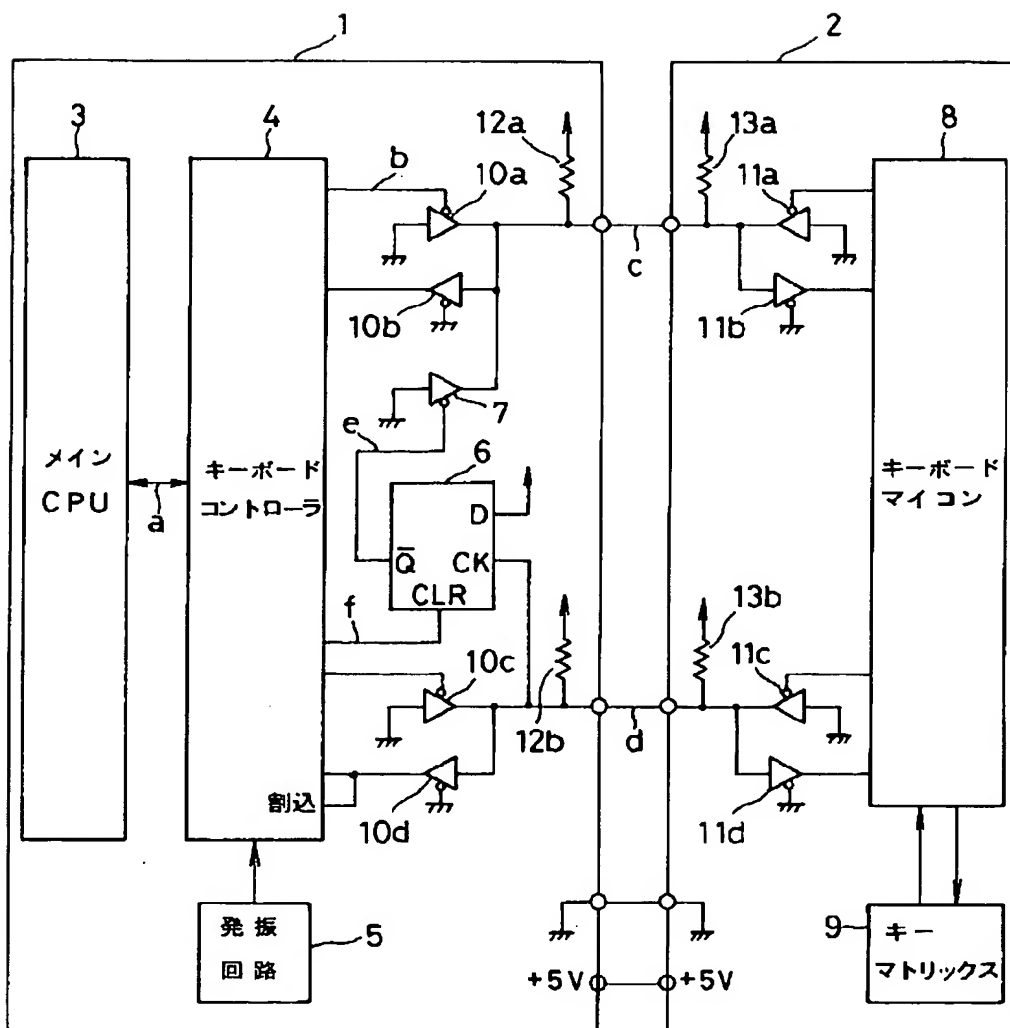 1
2
3
4
8
12a
13a
b
10a
11a
c
10b
11b
7
e
6
メイン
CPU
a
キーボード
コントローラ
キーボード
マイコン
D
Q̅
CK
CLR
f
13b
10c
11c
12b
d
割込
10d
11d
発振
回路
5
9
キー
マトリックス
+5V
+5V